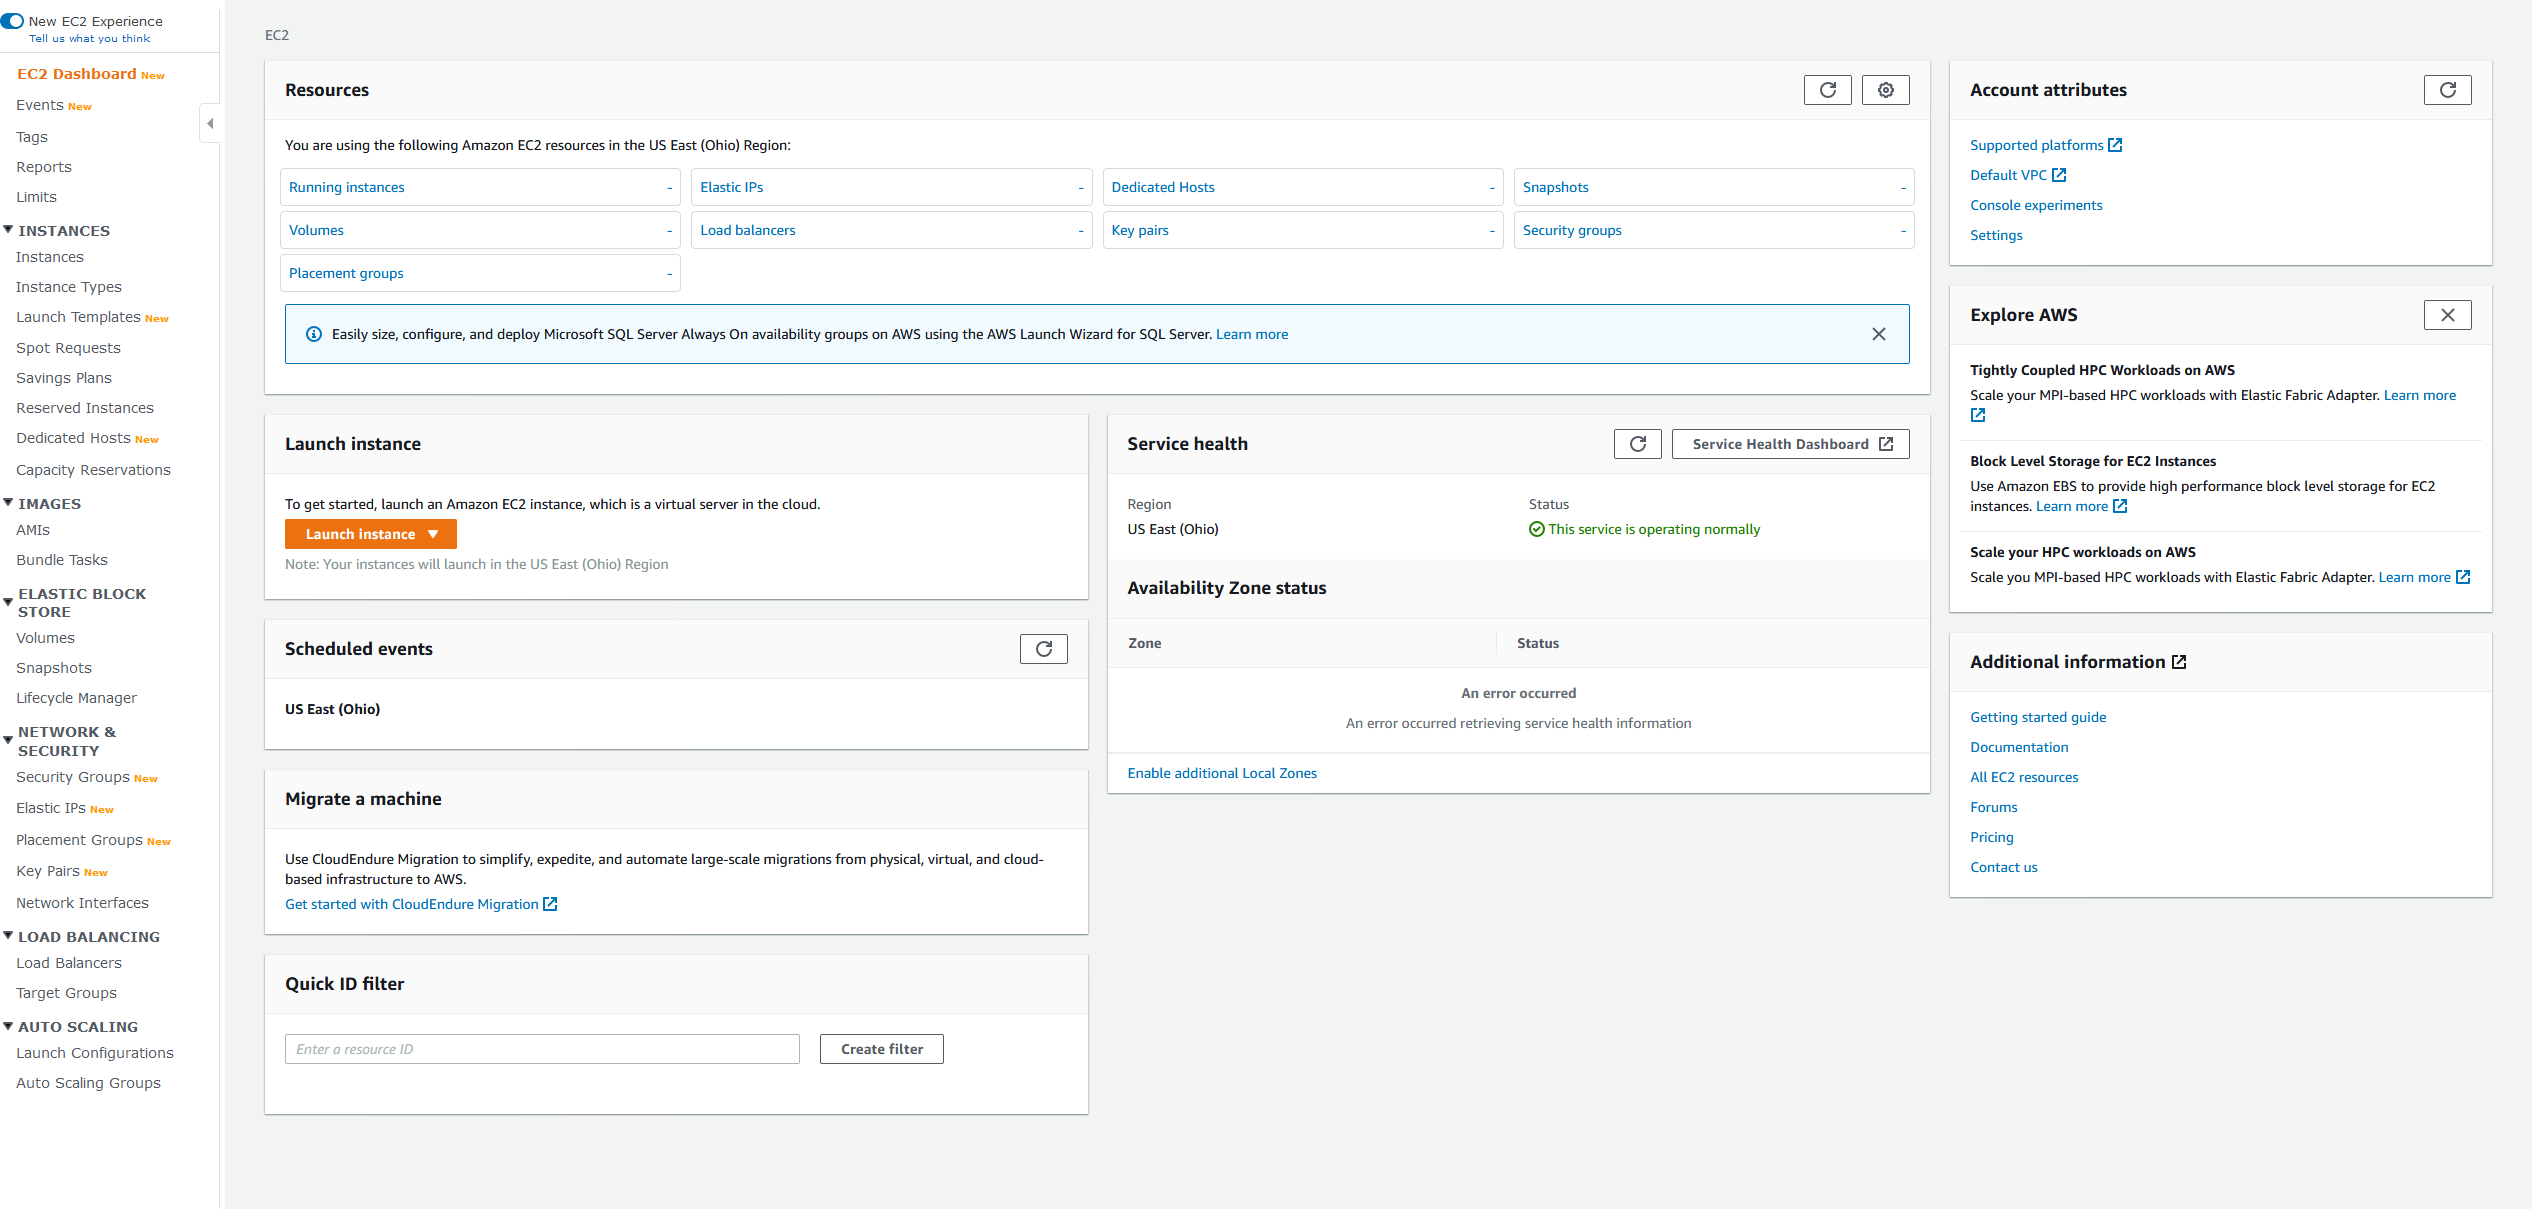 New EC2 Experience
Tell us what you think
EC2 Dashboard New
Events New
Tags
Reports
Limits
INSTANCES
Instances
Instance Types
Launch Templates New
Spot Requests
Savings Plans
Reserved Instances
Dedicated Hosts New
Capacity Reservations
IMAGES
AMIs
Bundle Tasks
ELASTIC BLOCK
STORE
Volumes
Snapshots
Lifecycle Manager
NETWORK &
SECURITY
Security Groups New
Elastic IPs New
Placement Groups New
Key Pairs New
Network Interfaces
LOAD BALANCING
Load Balancers
Target Groups
AUTO SCALING
Launch Configurations
Auto Scaling Groups
EC2
Resources
You are using the following Amazon EC2 resources in the US East (Ohio) Region:
Running instances -
Elastic IPs -
Dedicated Hosts -
Snapshots -
Volumes -
Load balancers -
Key pairs -
Security groups -
Placement groups -
Easily size, configure, and deploy Microsoft SQL Server Always On availability groups on AWS using the AWS Launch Wizard for SQL Server. Learn more
Launch instance
To get started, launch an Amazon EC2 instance, which is a virtual server in the cloud.
Launch instance
Note: Your instances will launch in the US East (Ohio) Region
Scheduled events
US East (Ohio)
Migrate a machine
Use CloudEndure Migration to simplify, expedite, and automate large-scale migrations from physical, virtual, and cloud-
based infrastructure to AWS.
Get started with CloudEndure Migration
Quick ID filter
Enter a resource ID
Create filter
Service health
Service Health Dashboard
Region
Status
US East (Ohio)
This service is operating normally
Availability Zone status
Zone
Status
An error occurred
An error occurred retrieving service health information
Enable additional Local Zones
Account attributes
Supported platforms
Default VPC
Console experiments
Settings
Explore AWS
Tightly Coupled HPC Workloads on AWS
Scale your MPI-based HPC workloads with Elastic Fabric Adapter. Learn more
Block Level Storage for EC2 Instances
Use Amazon EBS to provide high performance block level storage for EC2
instances. Learn more
Scale your HPC workloads on AWS
Scale you MPI-based HPC workloads with Elastic Fabric Adapter. Learn more
Additional information
Getting started guide
Documentation
All EC2 resources
Forums
Pricing
Contact us